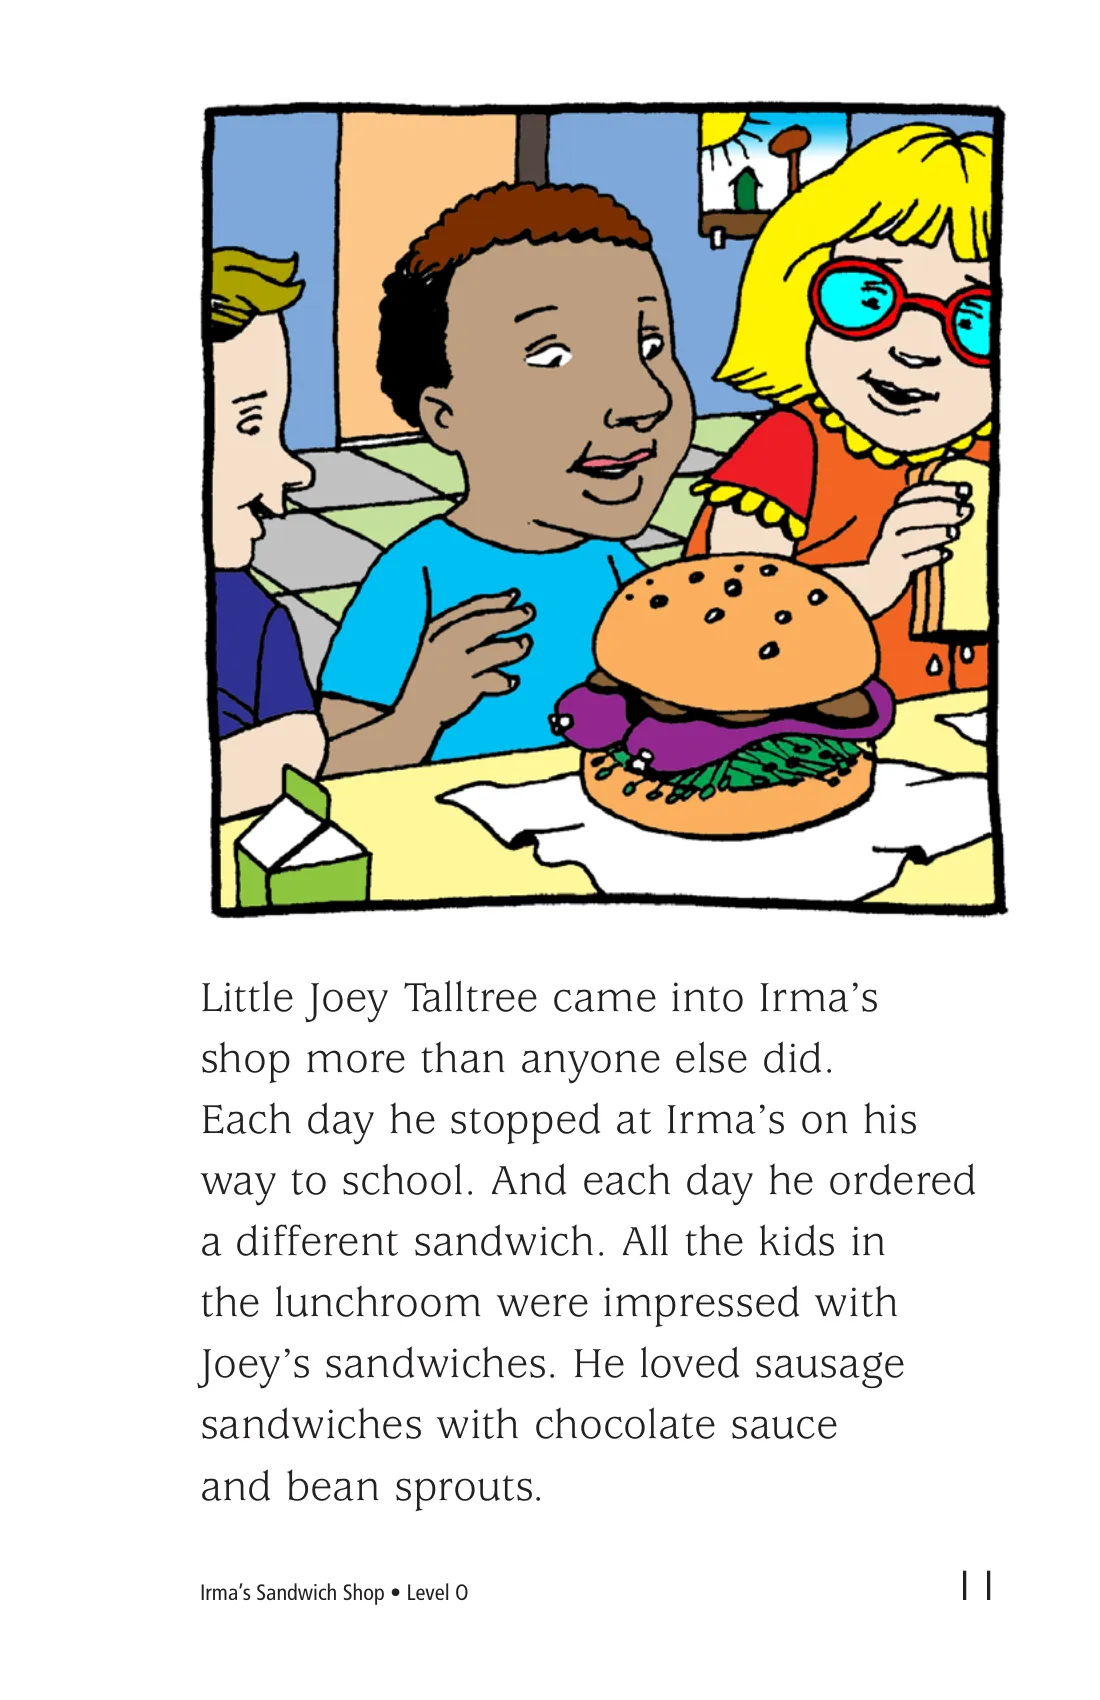 Little Joey Talltree came into Irma’s
shop more than anyone else did.
Each day he stopped at Irma’s on his
way to school. And each day he ordered
a different sandwich. All the kids in
the lunchroom were impressed with
Joey’s sandwiches. He loved sausage
sandwiches with chocolate sauce
and bean sprouts.
Irma’s Sandwich Shop • Level O
11